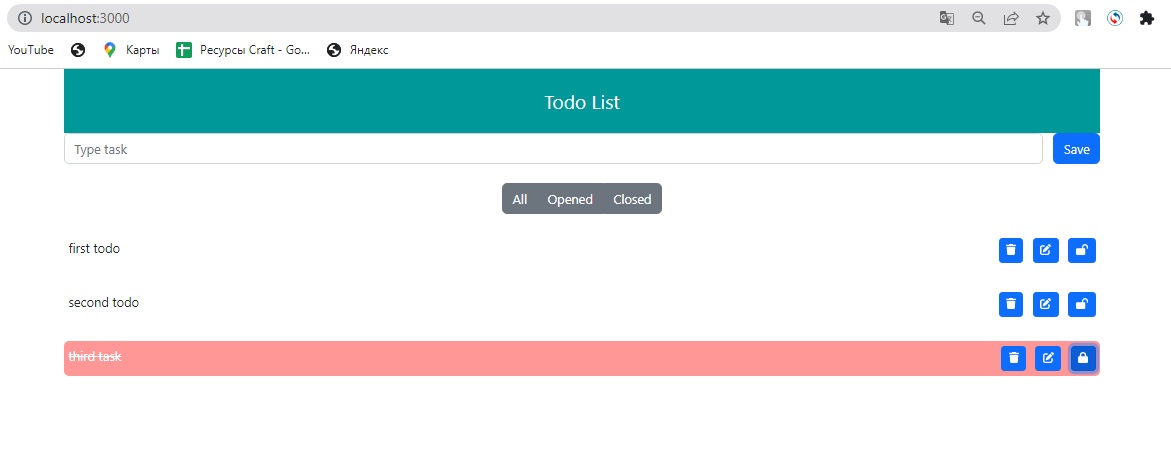 localhost:3000
YouTube Карты Ресурсы Craft - Go... Яндекс
Todo List
Type task Save
All Opened Closed
first todo
second todo
third task